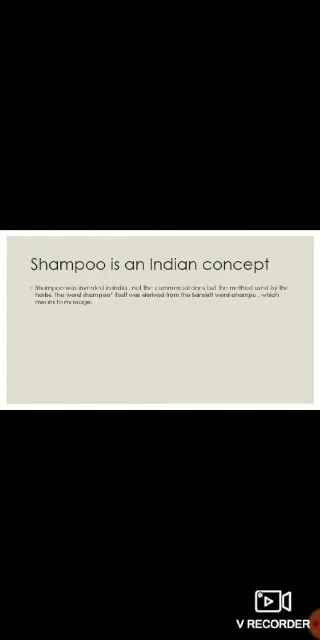 Shampoo is an Indian concept
Shampoo was invented in India, not the commercial ones but the method used by the
herbs. The word shampoo" itself was derived from the Sanskrit word champu, which
means to massage.
V RECORDER